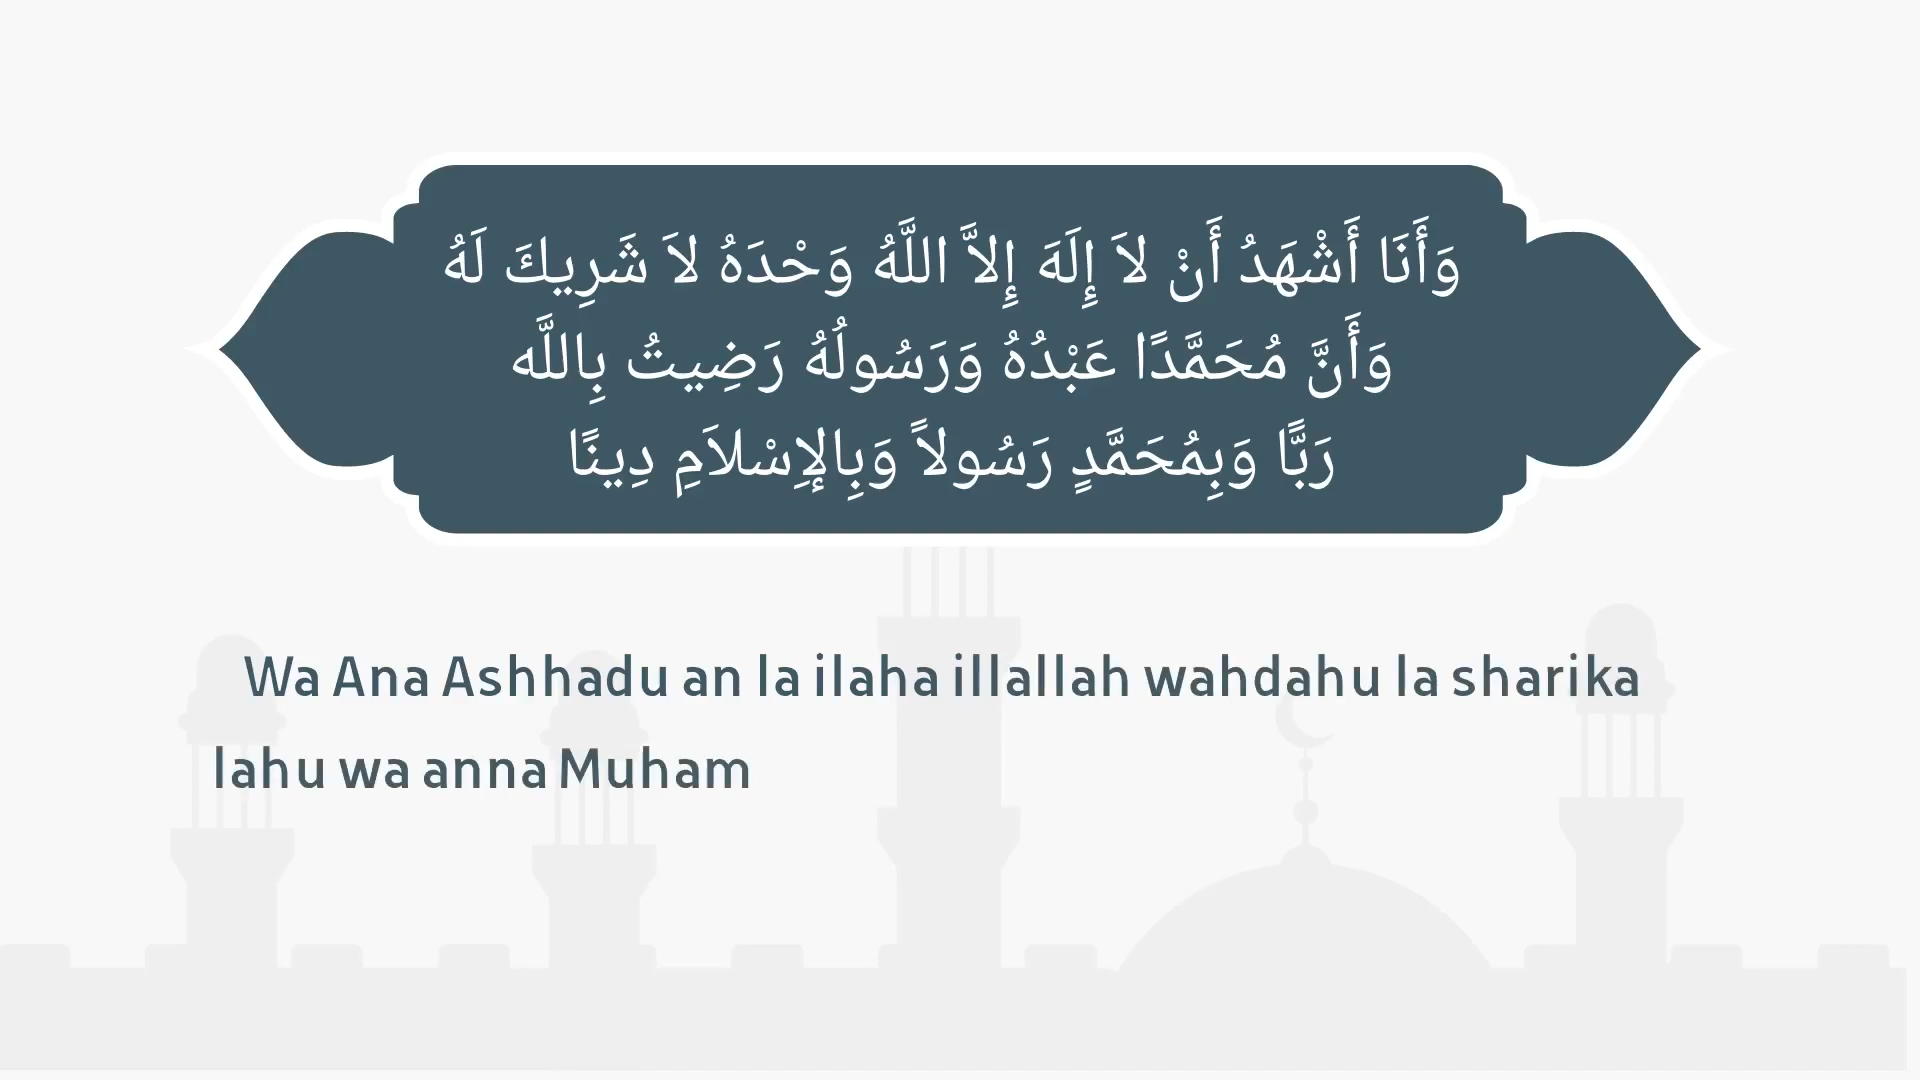 وَأَنَا أَشْهَدُ أَنْ لاَ إِلَهَ إِلاَّ اللَّهُ وَحْدَهُ لاَ شَرِيكَ لَهُ
وَأَنَّ مُحَمَّدًا عَبْدُهُ وَرَسُولُهُ رَضِيتُ بِاللَّه
رَبًّا وَبِمُحَمَّدٍ رَسُولاً وَبِالإِسْلاَمِ دِينًا
Wa Ana Ashhadu an la ilaha illallah wahdahu la sharika
lahu wa anna Muham